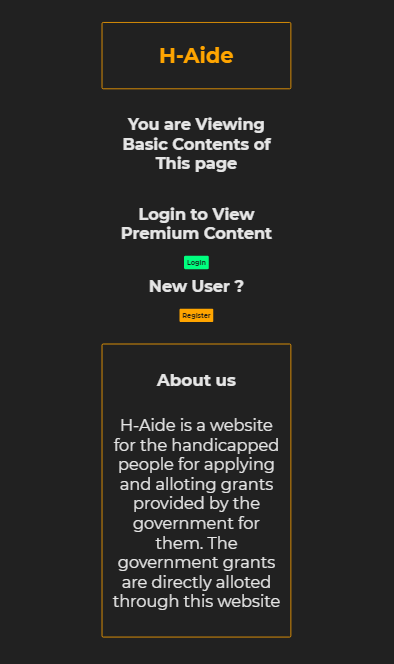 H-Aide
You are Viewing
Basic Contents of
This page
Login to View
Premium Content
Login
New User ?
Register
About us
H-Aide is a website
for the handicapped
people for applying
and alloting grants
provided by the
government for
them. The
government grants
are directly alloted
through this website